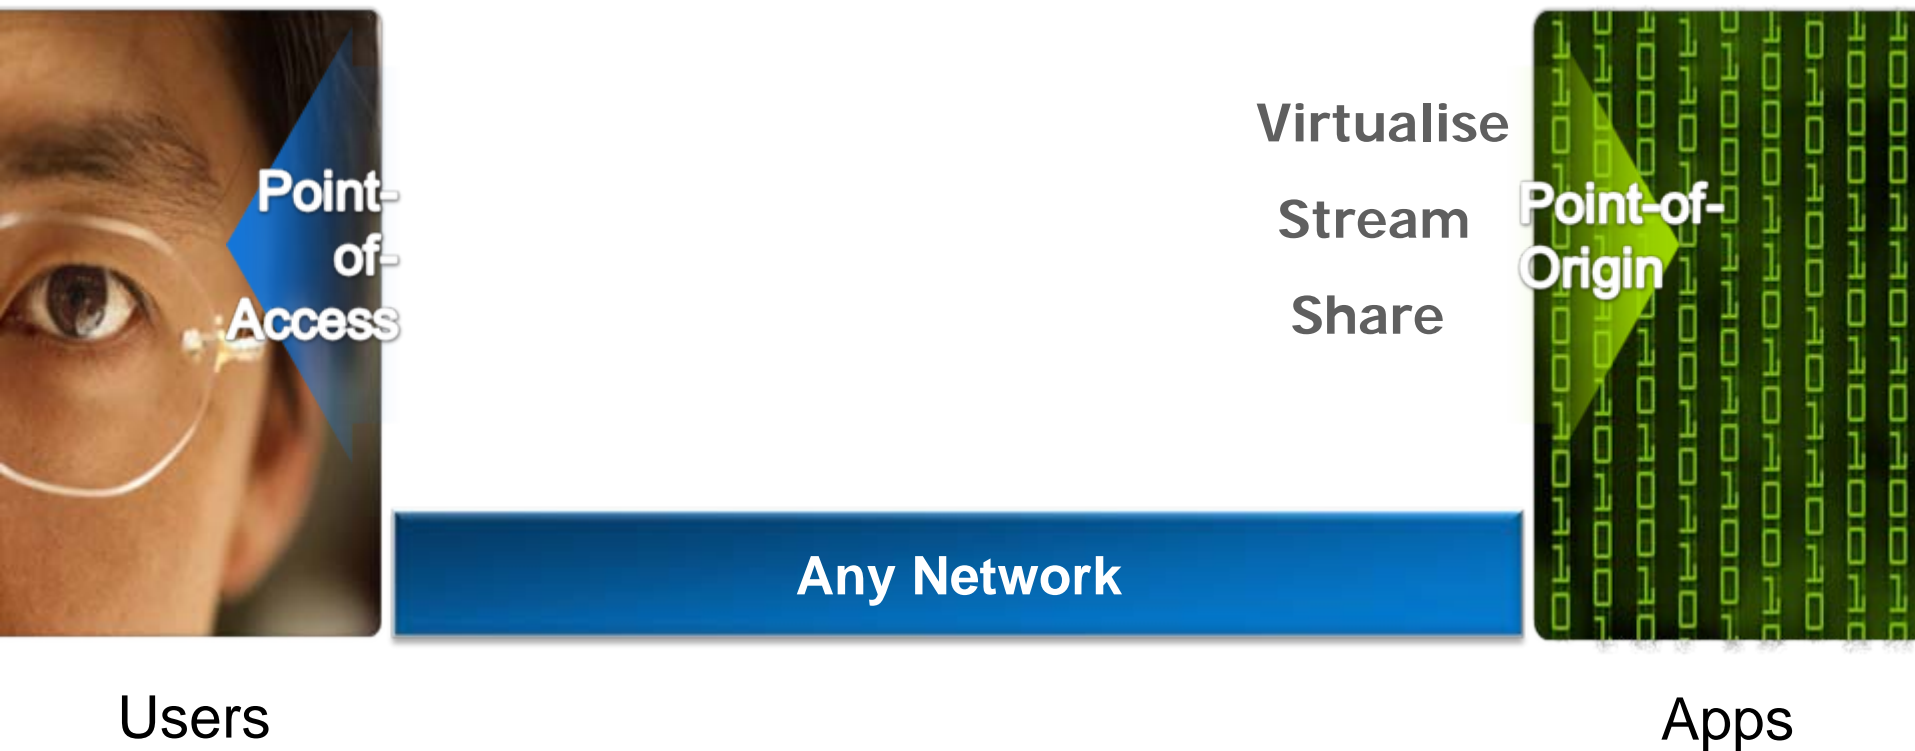 Point-
of-
Access
Virtualise
Stream
Share
Point-of-
Origin
Any Network
Users
Apps